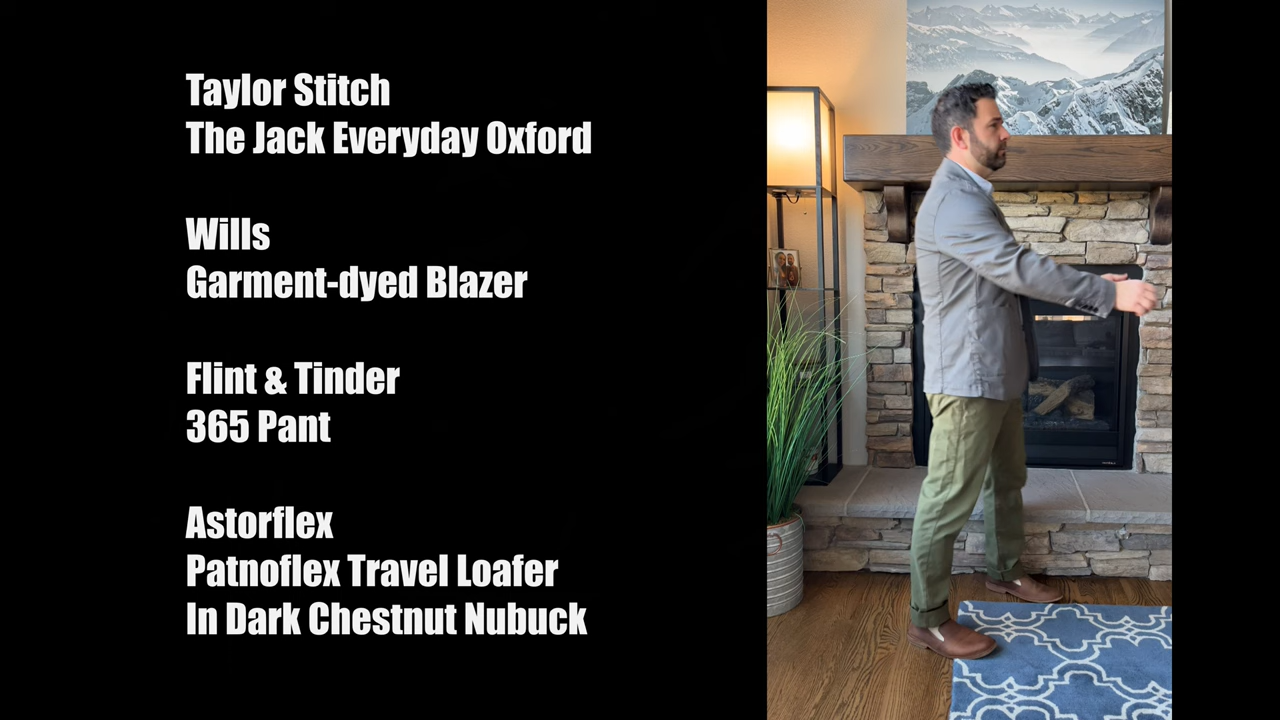 Taylor Stitch
The Jack Everyday Oxford
Wills
Garment-dyed Blazer
Flint & Tinder
365 Pant
Astorflex
Patnoflex Travel Loafer
In Dark Chestnut Nubuck